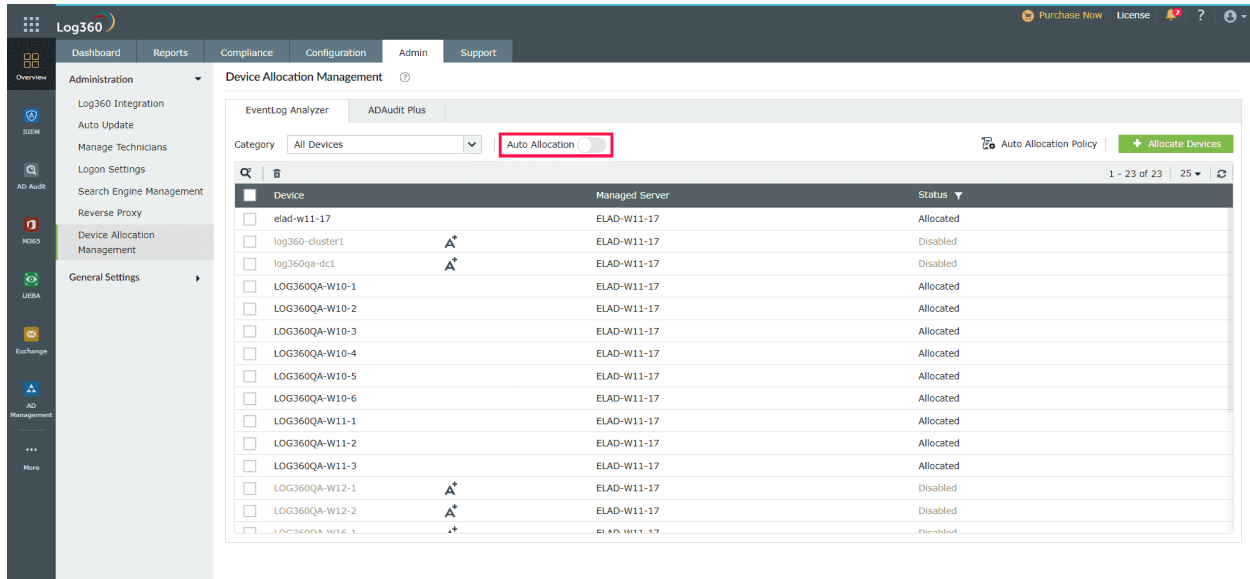 Log360
Purchase Now License 7 ?
Overview
SIEM
AD Audit
M365
UEBA
Exchange
AD
Management
More
Dashboard Reports Compliance Configuration Admin Support
Administration
Log360 Integration
Auto Update
Manage Technicians
Logon Settings
Search Engine Management
Reverse Proxy
Device Allocation
Management
General Settings
Device Allocation Management ?
EventLog Analyzer ADAudit Plus
Category All Devices Auto Allocation Auto Allocation Policy + Allocate Devices
1 - 23 of 23 25
Device Managed Server Status
elad-w11-17 ELAD-W11-17 Allocated
log360-cluster1 A+ ELAD-W11-17 Disabled
log360qa-dc1 A+ ELAD-W11-17 Disabled
LOG360QA-W10-1 ELAD-W11-17 Allocated
LOG360QA-W10-2 ELAD-W11-17 Allocated
LOG360QA-W10-3 ELAD-W11-17 Allocated
LOG360QA-W10-4 ELAD-W11-17 Allocated
LOG360QA-W10-5 ELAD-W11-17 Allocated
LOG360QA-W10-6 ELAD-W11-17 Allocated
LOG360QA-W11-1 ELAD-W11-17 Allocated
LOG360QA-W11-2 ELAD-W11-17 Allocated
LOG360QA-W11-3 ELAD-W11-17 Allocated
LOG360QA-W12-1 A+ ELAD-W11-17 Disabled
LOG360QA-W12-2 A+ ELAD-W11-17 Disabled
LOG360QA-W16-1 A+ ELAD-W11-17 Disabled